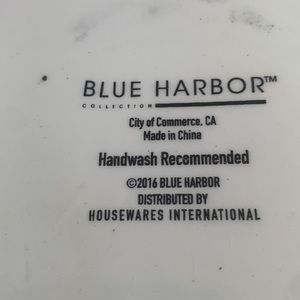 BLUE HARBOR™
COLLECTION
City of Commerce, CA
Made in China
Handwash Recommended
©2016 BLUE HARBOR
DISTRIBUTED BY
HOUSEWARES INTERNATIONAL